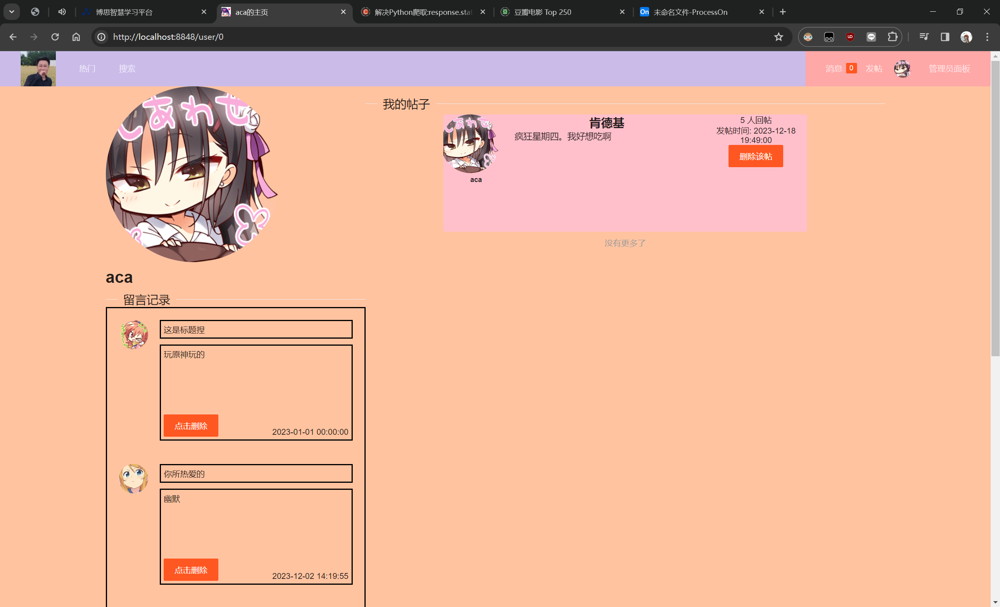 博思智慧学习平台
aca的主页
解决Python爬取:response.stat
豆瓣电影 Top 250
On 未命名文件-ProcessOn
http://localhost:8848/user/0
热门
搜索
消息 0
发帖
管理员面板
しあわせ
我的帖子
しあわせ
肯德基
疯狂星期四。我好想吃啊
5 人回帖
发帖时间: 2023-12-18
19:49:00
删除该帖
aca
没有更多了
aca
留言记录
这是标题捏
玩原神玩的
点击删除
2023-01-01 00:00:00
你所热爱的
幽默
点击删除
2023-12-02 14:19:55